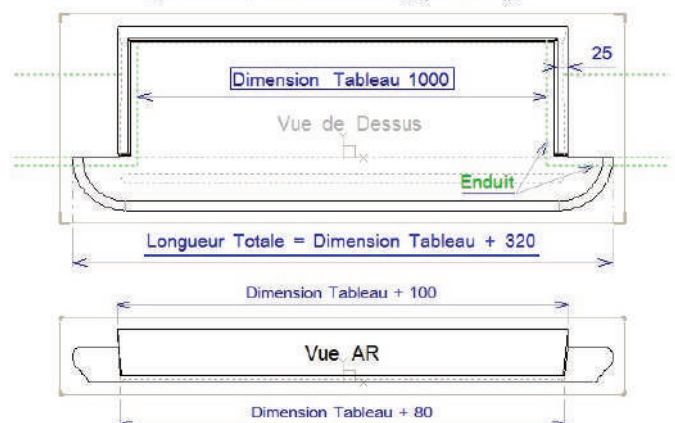 25
Dimension Tableau 1000
Vue de Dessus
x
Enduit
Longueur Totale = Dimension Tableau + 320
Dimension Tableau + 100
Vue AR
x
Dimension Tableau + 80